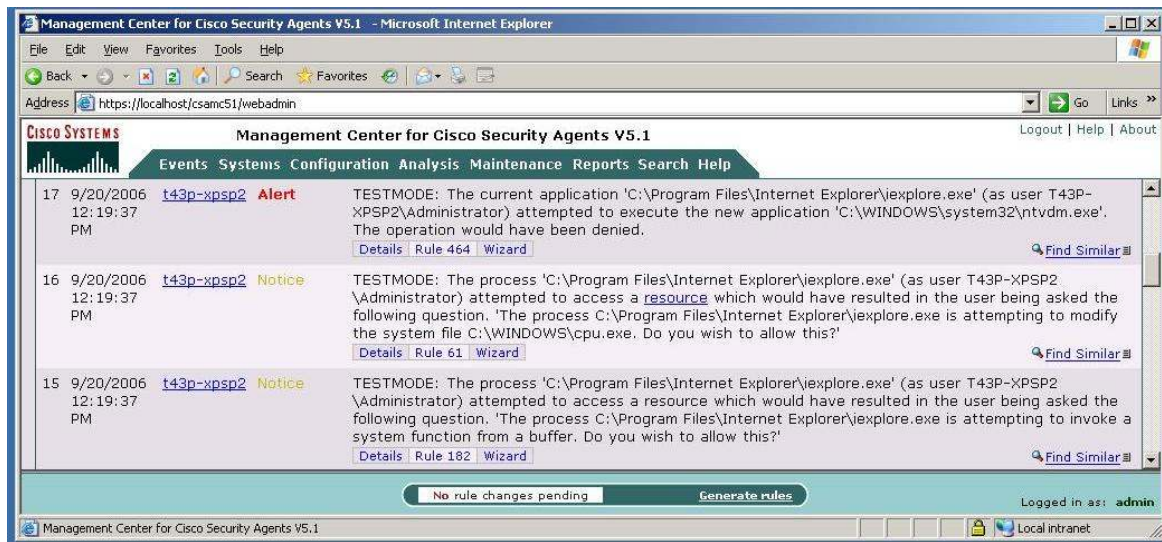 Management Center for Cisco Security Agents V5.1 - Microsoft Internet Explorer
File Edit View Favorites Tools Help
Back Search Favorites
Address https://localhost/csamc51/webadmin Go Links »
CISCO SYSTEMS Management Center for Cisco Security Agents V5.1 Logout | Help | About
Events Systems Configuration Analysis Maintenance Reports Search Help
17 9/20/2006 t43p-xpsp2 Alert TESTMODE: The current application 'C:\Program Files\Internet Explorer\iexplore.exe' (as user T43P-
12:19:37 XPSP2\Administrator) attempted to execute the new application 'C:\WINDOWS\system32\ntvdm.exe'.
PM The operation would have been denied.
Details Rule 464 Wizard Find Similar
16 9/20/2006 t43p-xpsp2 Notice TESTMODE: The process 'C:\Program Files\Internet Explorer\iexplore.exe' (as user T43P-XPSP2
12:19:37 \Administrator) attempted to access a resource which would have resulted in the user being asked the
PM following question. 'The process C:\Program Files\Internet Explorer\iexplore.exe is attempting to modify
the system file C:\WINDOWS\cpu.exe. Do you wish to allow this?'
Details Rule 61 Wizard Find Similar
15 9/20/2006 t43p-xpsp2 Notice TESTMODE: The process 'C:\Program Files\Internet Explorer\iexplore.exe' (as user T43P-XPSP2
12:19:37 \Administrator) attempted to access a resource which would have resulted in the user being asked the
PM following question. 'The process C:\Program Files\Internet Explorer\iexplore.exe is attempting to invoke a
system function from a buffer. Do you wish to allow this?'
Details Rule 182 Wizard Find Similar
No rule changes pending Generate rules
Logged in as: admin
Management Center for Cisco Security Agents V5.1 Local intranet